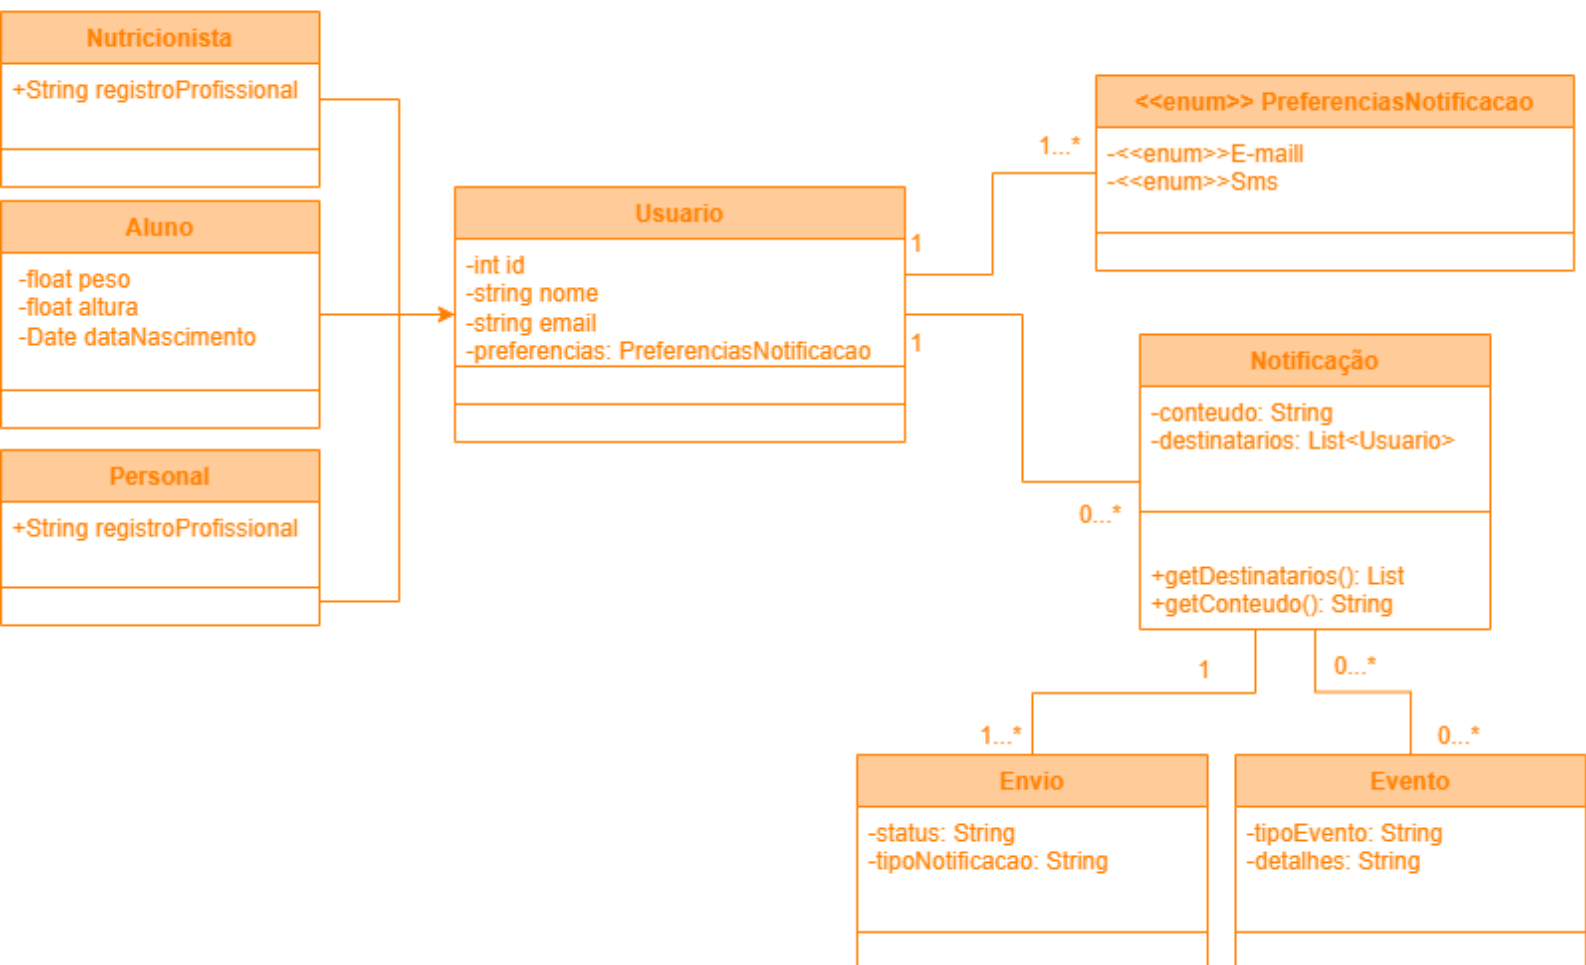 Nutricionista
+String registroProfissional
Aluno
-float peso
-float altura
-Date dataNascimento
Personal
+String registroProfissional
Usuario
-int id
-string nome
-string email
-preferencias: PreferenciasNotificacao
1
1
1...*
<<enum>> PreferenciasNotificacao
-<<enum>>E-maill
-<<enum>>Sms
0...*
Notificação
-conteudo: String
-destinatarios: List<Usuario>
+getDestinatarios(): List
+getConteudo(): String
1
0...*
1...*
0...*
Envio
-status: String
-tipoNotificacao: String
Evento
-tipoEvento: String
-detalhes: String